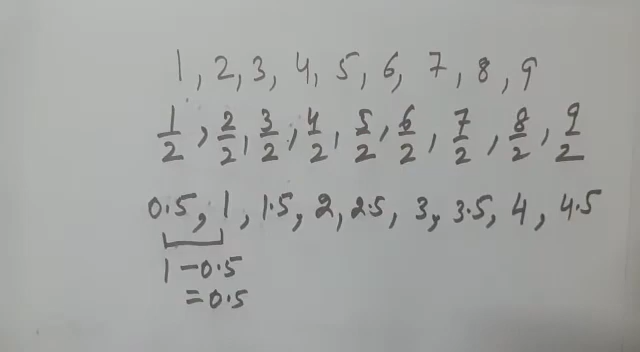 1, 2, 3, 4, 5, 6, 7, 8, 9
1/2, 2/2, 3/2, 4/2, 5/2, 6/2, 7/2, 8/2, 9/2
0.5, 1, 1.5, 2, 2.5, 3, 3.5, 4, 4.5
1-0.5
=0.5